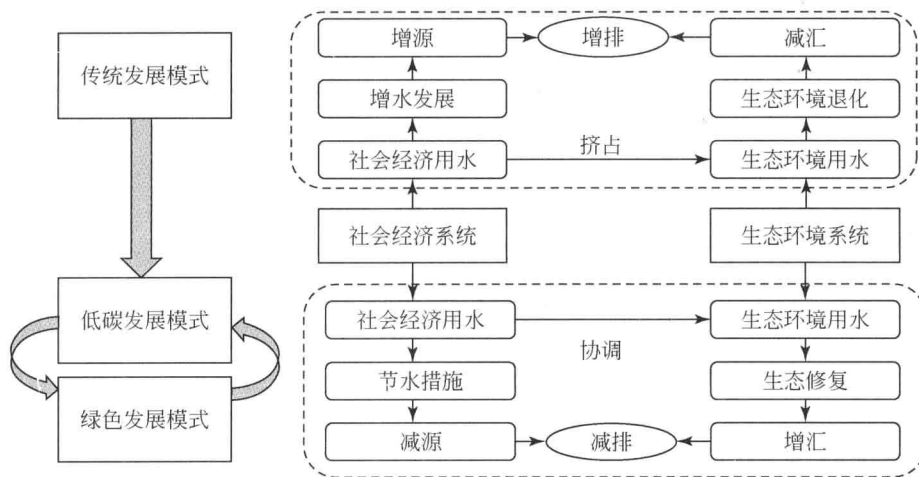 传统发展模式
低碳发展模式
绿色发展模式
增源
增排
减汇
增水发展
生态环境退化
社会经济用水
挤占
生态环境用水
社会经济系统
生态环境系统
社会经济用水
协调
生态环境用水
节水措施
生态修复
减源
减排
增汇